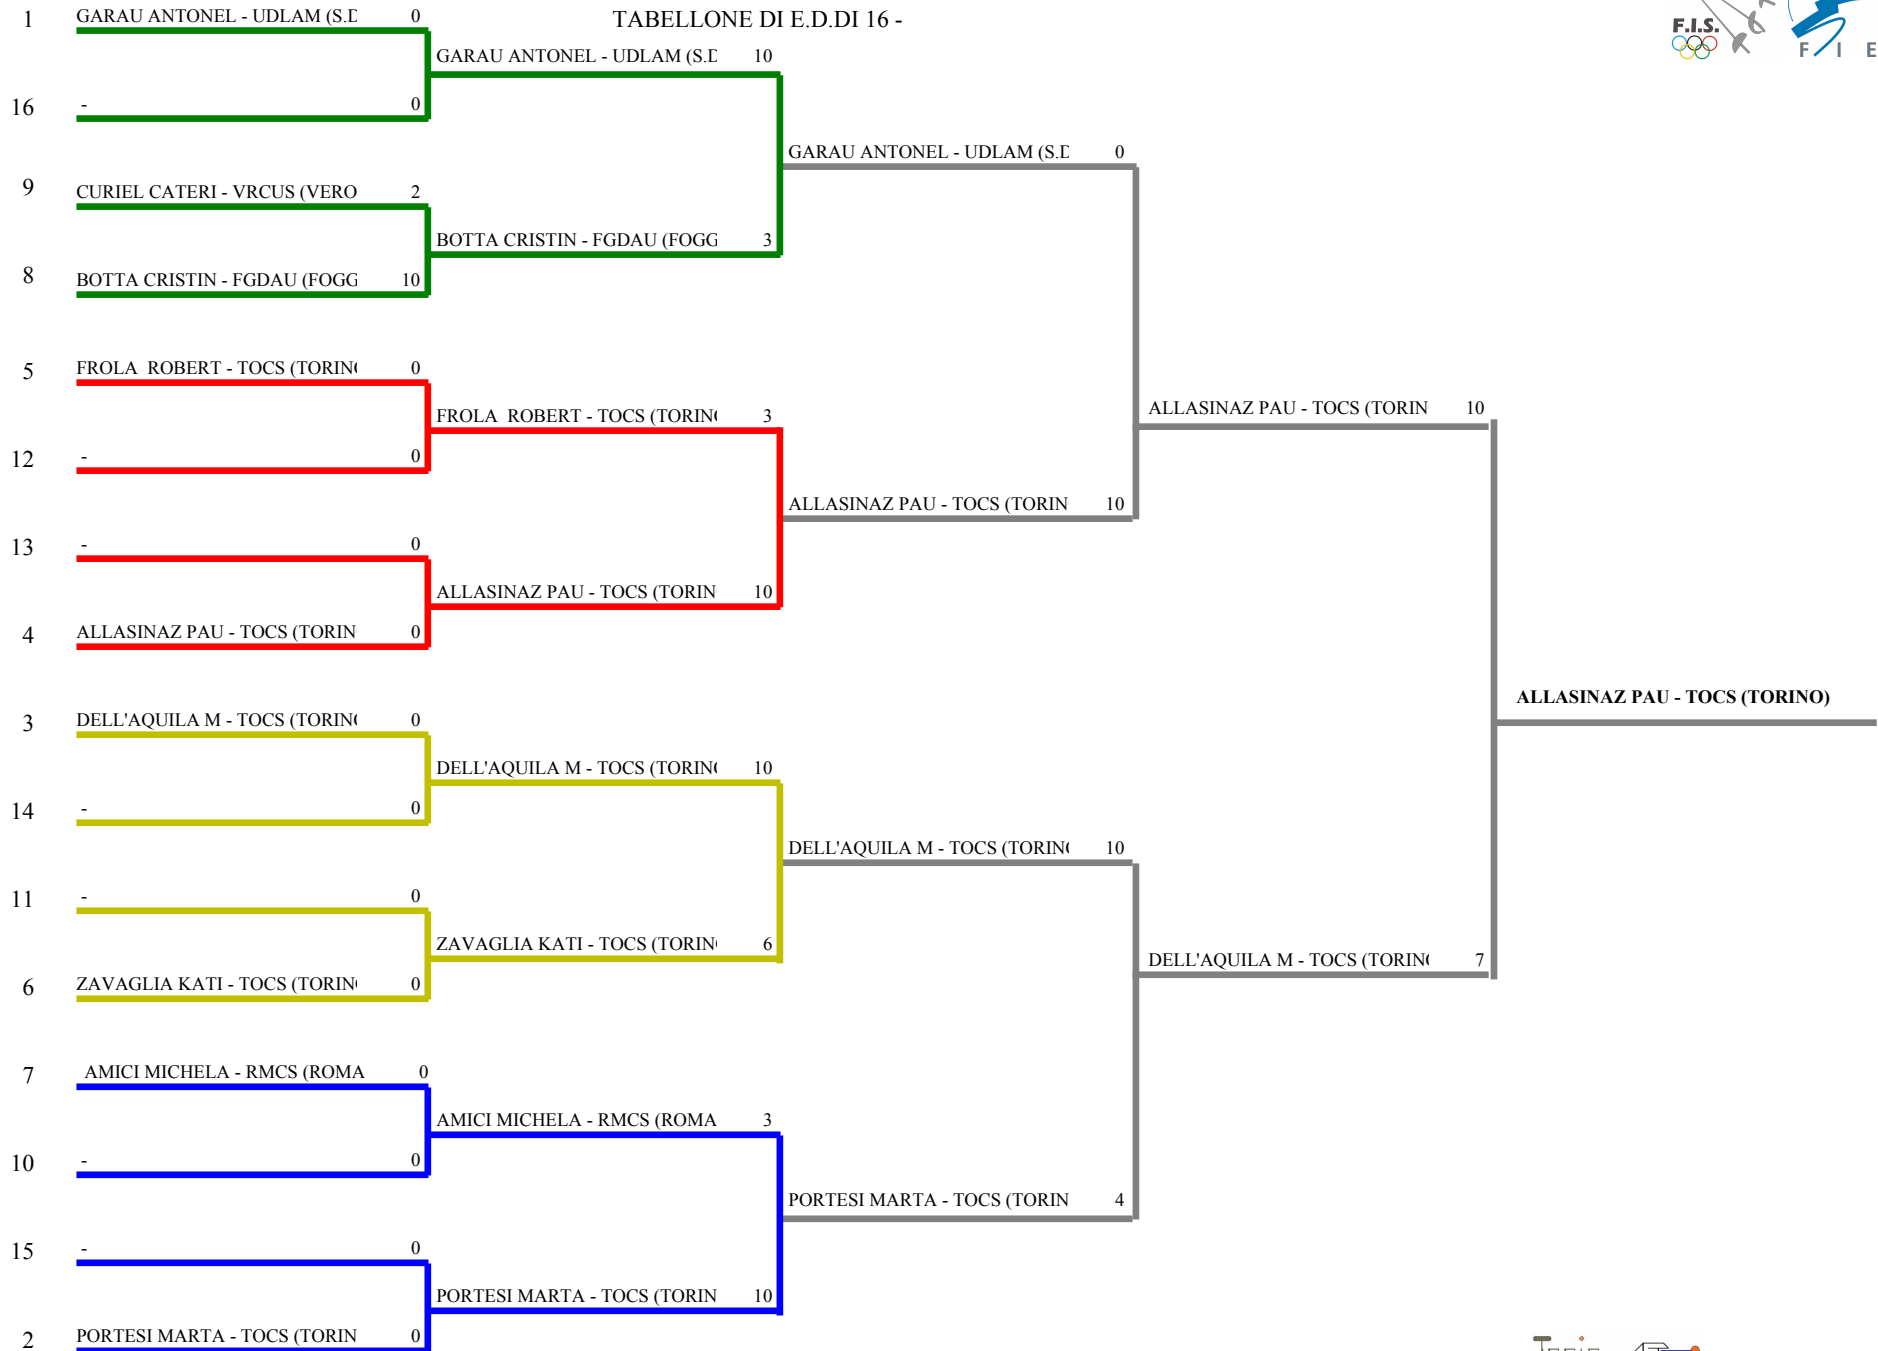 TABELLONE DI E.D.DI 16 -
F.I.S.
F I E
1 GARAU ANTONEL - UDLAM (S.D 0
GARAU ANTONEL - UDLAM (S.D 10
16 - 0
GARAU ANTONEL - UDLAM (S.D 0
9 CURIEL CATERI - VRCUS (VERO 2
BOTTA CRISTIN - FGDAU (FOGG 3
8 BOTTA CRISTIN - FGDAU (FOGG 10
5 FROLA ROBERT - TOCS (TORINO 0
FROLA ROBERT - TOCS (TORINO 3
ALLASINAZ PAU - TOCS (TORIN 10
12 - 0
ALLASINAZ PAU - TOCS (TORIN 10
13 - 0
ALLASINAZ PAU - TOCS (TORIN 10
4 ALLASINAZ PAU - TOCS (TORIN 0
ALLASINAZ PAU - TOCS (TORINO)
3 DELL'AQUILA M - TOCS (TORINO 0
DELL'AQUILA M - TOCS (TORINO 10
14 - 0
DELL'AQUILA M - TOCS (TORINO 10
11 - 0
ZAVAGLIA KATI - TOCS (TORIN 6
DELL'AQUILA M - TOCS (TORINO 7
6 ZAVAGLIA KATI - TOCS (TORIN 0
7 AMICI MICHELA - RMCS (ROMA 0
AMICI MICHELA - RMCS (ROMA 3
10 - 0
PORTESI MARTA - TOCS (TORIN 4
15 - 0
PORTESI MARTA - TOCS (TORIN 10
2 PORTESI MARTA - TOCS (TORIN 0